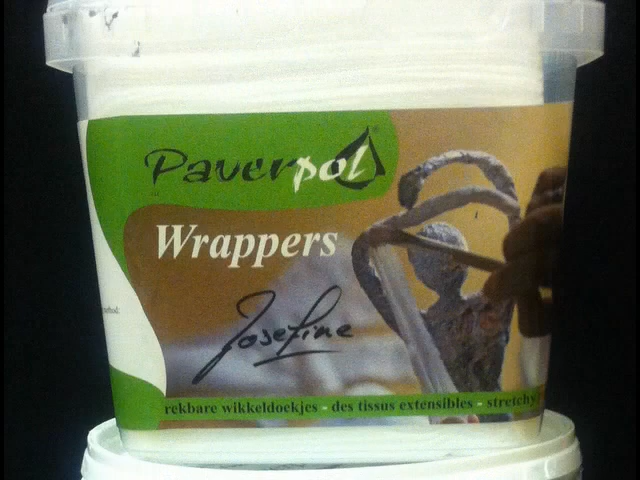 Paverpol
Wrappers
Josefine
rekbare wikkeldoekjes - des tissus extensibles - stretchy